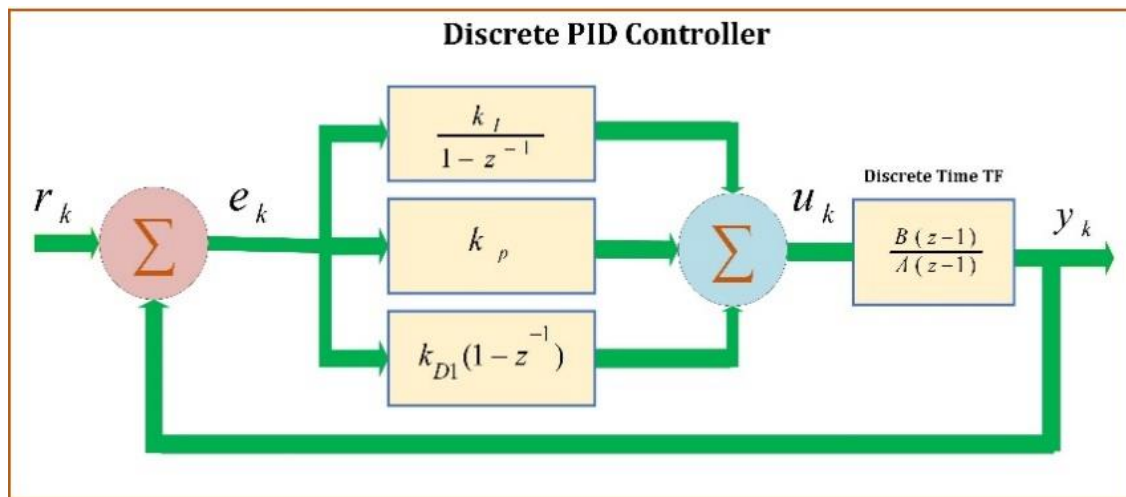 Discrete PID Controller
k I
1 - z -1
Discrete Time TF
r k
e k
Σ
k p
Σ
u k
B (z-1)
A (z-1)
y k
k D1 (1 - z -1)